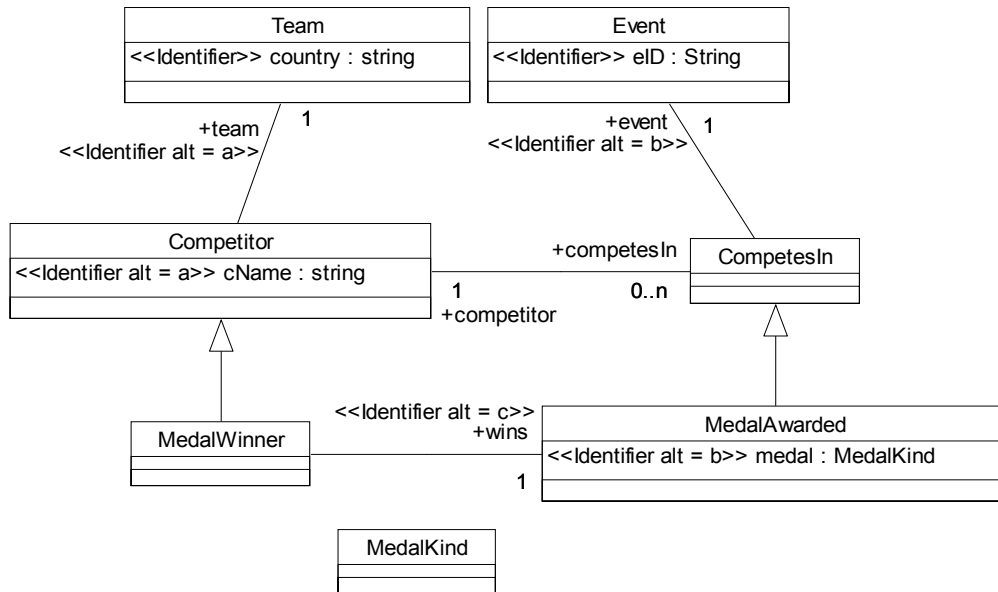 Team
<<Identifier>> country : string
Event
<<Identifier>> eID : String
1
+team
<<Identifier alt = a>>
1
+event
<<Identifier alt = b>>
Competitor
<<Identifier alt = a>> cName : string
+competesIn
CompetesIn
1
0..n
+competitor
<<Identifier alt = c>>
+wins
MedalWinner
MedalAwarded
<<Identifier alt = b>> medal : MedalKind
1
MedalKind